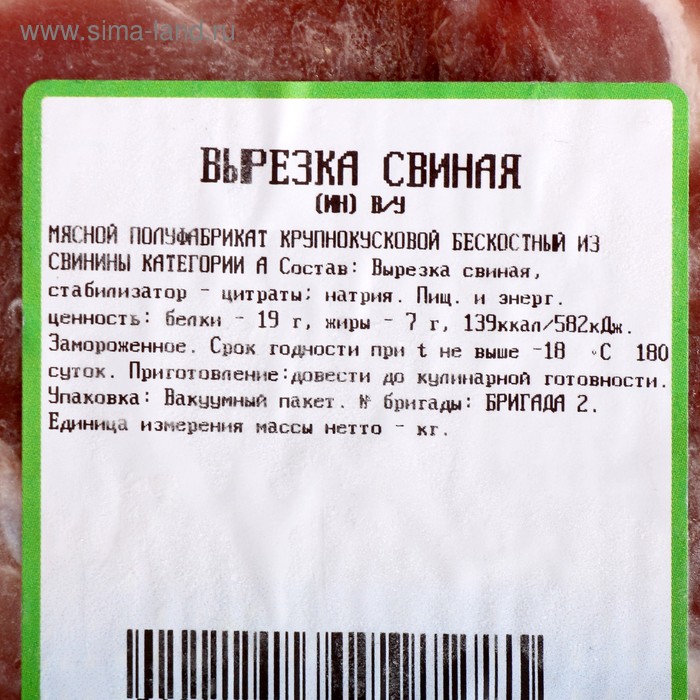 www.sima-land.ru
ВЫРЕЗКА СВИНАЯ
(ИН) В/У
МЯСНОЙ ПОЛУФАБРИКАТ КРУПНОКУСКОВОЙ БЕСКОСТНЫЙ ИЗ
СВИНИНЫ КАТЕГОРИИ А Состав: Вырезка свиная,
стабилизатор - цитраты; натрия. Пищ. и энерг.
ценность: белки - 19 г, жиры - 7 г, 139ккал/582кДж.
Замороженное. Срок годности при t не выше -18 °С 180
суток. Приготовление:довести до кулинарной готовности.
Упаковка: Вакуумный пакет. № бригады: БРИГАДА 2.
Единица измерения массы нетто - кг.